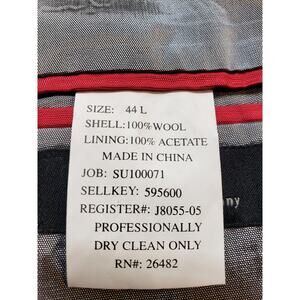 SIZE: 44 L
SHELL:100% WOOL
LINING:100% ACETATE
MADE IN CHINA
JOB: SU100071
SELLKEY: 595600
REGISTER#: J8055-05
PROFESSIONALLY
DRY CLEAN ONLY
RN#: 26482
ny